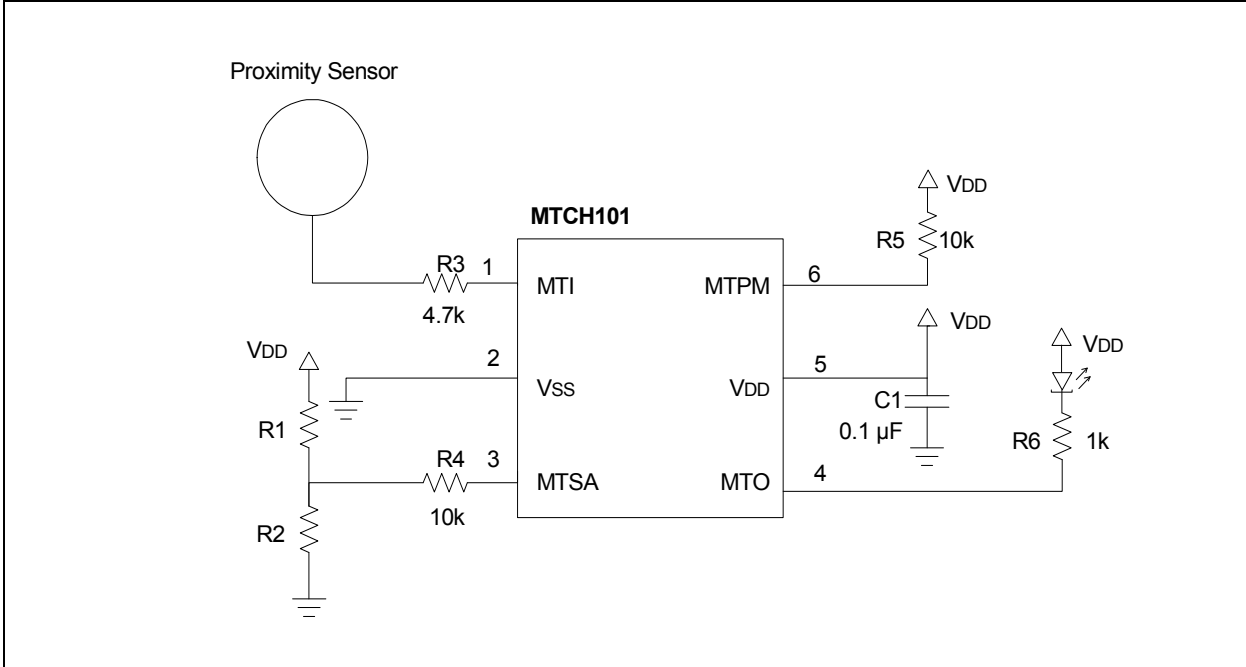 Proximity Sensor
MTCH101
R3
4.7k
1
MTI
VDD
2
VSS
R1
R4
10k
3
MTSA
R2
MTPM
6
R5
10k
VDD
VDD
5
VDD
C1
0.1 µF
MTO
4
VDD
R6
1k